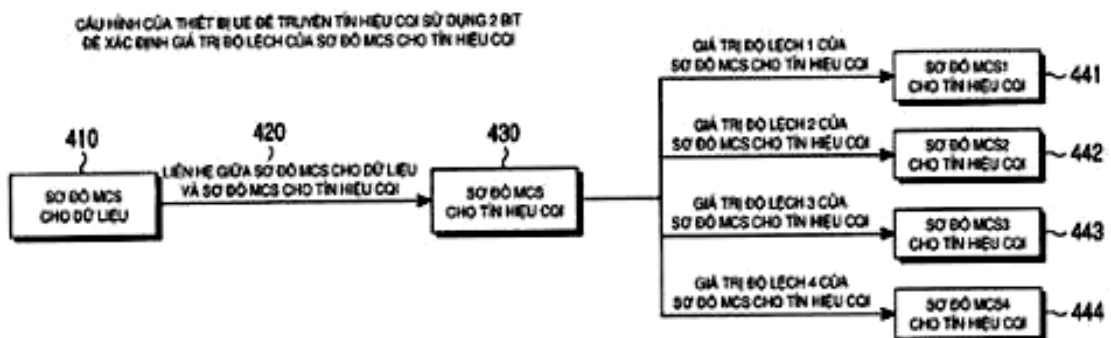 CẤU HÌNH CỦA THIẾT BỊ UE ĐỂ TRUYỀN TÍN HIỆU CQI SỬ DỤNG 2 BIT
ĐỂ XÁC ĐỊNH GIÁ TRỊ ĐỘ LỆCH CỦA SƠ ĐỒ MCS CHO TÍN HIỆU CQI
410
SƠ ĐỒ MCS
CHO DỮ LIỆU
420
LIÊN HỆ GIỮA SƠ ĐỒ MCS CHO DỮ LIỆU
VÀ SƠ ĐỒ MCS CHO TÍN HIỆU CQI
430
SƠ ĐỒ MCS
CHO TÍN HIỆU CQI
GIÁ TRỊ ĐỘ LỆCH 1 CỦA
SƠ ĐỒ MCS CHO TÍN HIỆU CQI
SƠ ĐỒ MCS1
CHO TÍN HIỆU CQI
441
GIÁ TRỊ ĐỘ LỆCH 2 CỦA
SƠ ĐỒ MCS CHO TÍN HIỆU CQI
SƠ ĐỒ MCS2
CHO TÍN HIỆU CQI
442
GIÁ TRỊ ĐỘ LỆCH 3 CỦA
SƠ ĐỒ MCS CHO TÍN HIỆU CQI
SƠ ĐỒ MCS3
CHO TÍN HIỆU CQI
443
GIÁ TRỊ ĐỘ LỆCH 4 CỦA
SƠ ĐỒ MCS CHO TÍN HIỆU CQI
SƠ ĐỒ MCS4
CHO TÍN HIỆU CQI
444